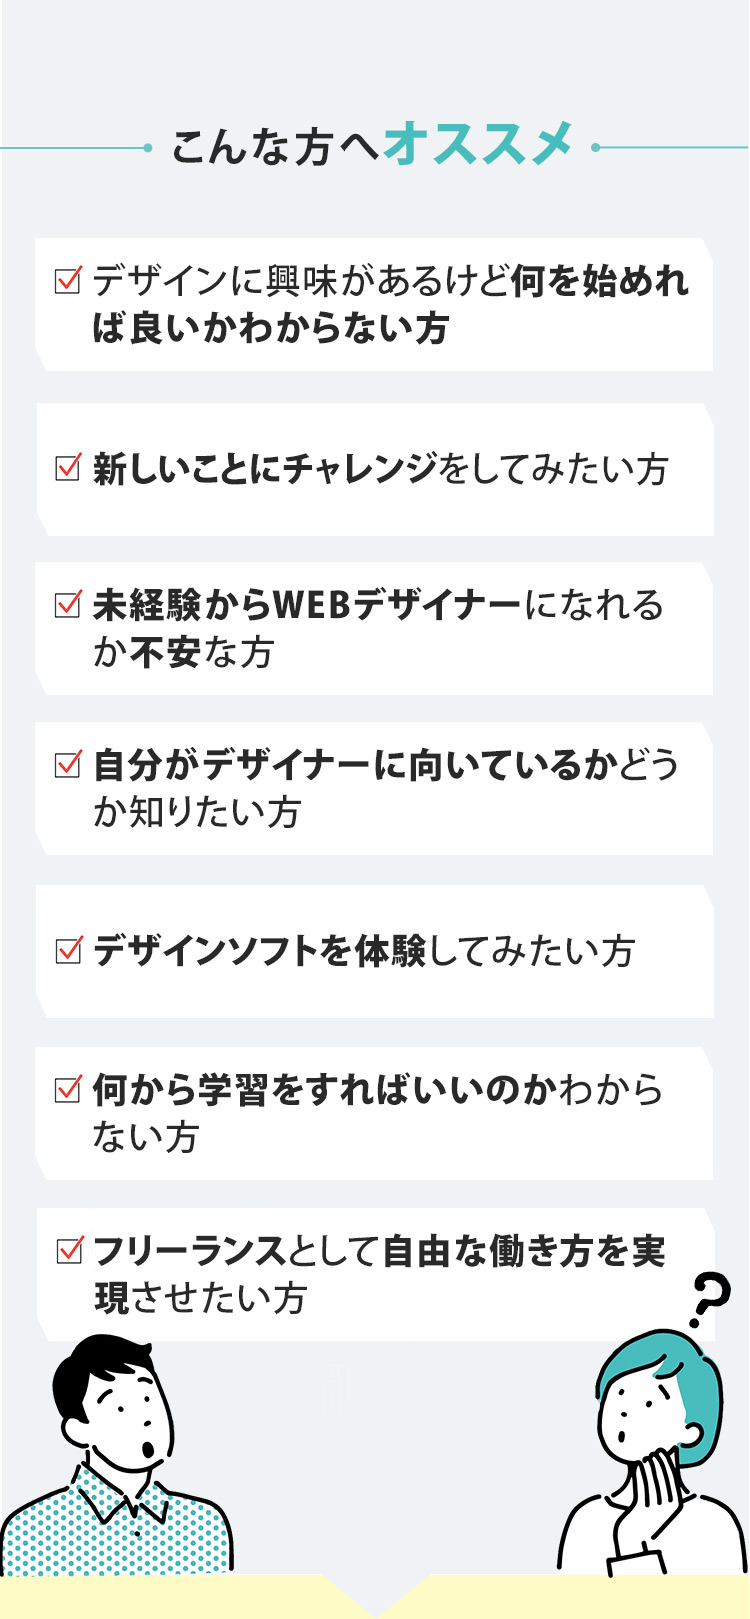 こんな方へオススメ
デザインに興味があるけど何を始めれ
ば良いかわからない方
新しいことにチャレンジをしてみたい方
未経験からWEBデザイナーになれる
か不安な方
自分がデザイナーに向いているかどう
か知りたい方
デザインソフトを体験してみたい方
何から学習をすればいいのかわから
ない方
フリーランスとして自由な働き方を実
現させたい方
?